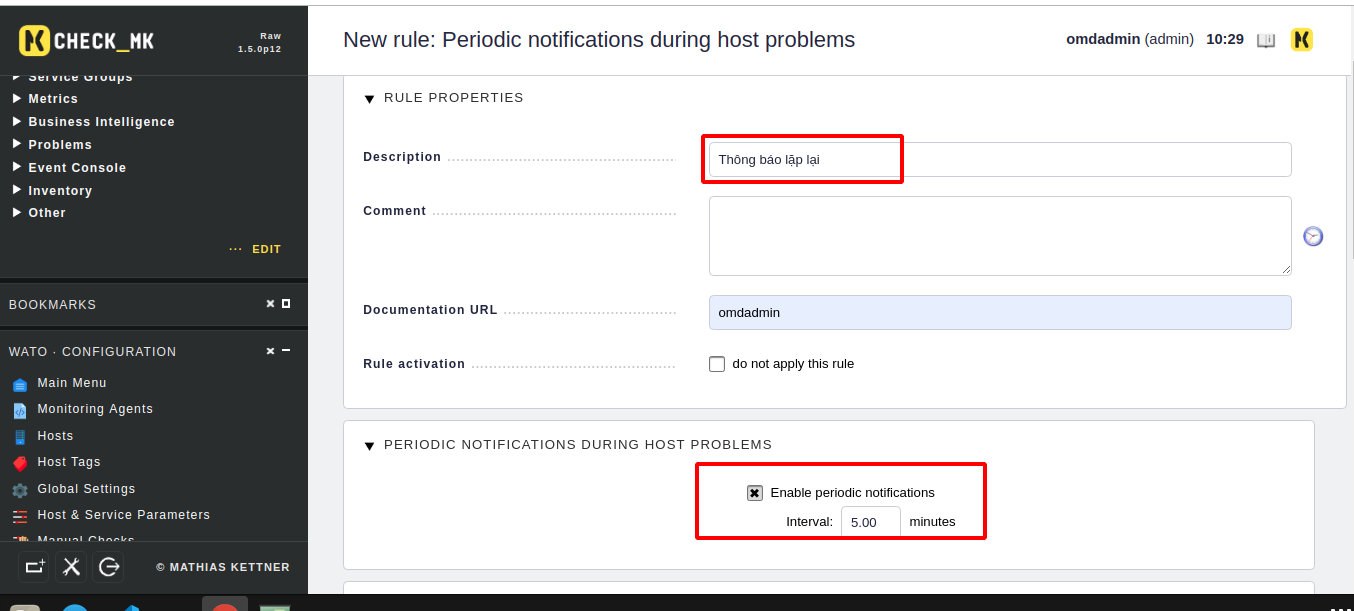 CHECK_MK
Raw
1.5.0p12
New rule: Periodic notifications during host problems
omdadmin (admin) 10:29
Service Groups
Metrics
Business Intelligence
Problems
Event Console
Inventory
Other
... EDIT
BOOKMARKS
WATO · CONFIGURATION
Main Menu
Monitoring Agents
Hosts
Host Tags
Global Settings
Host & Service Parameters
Manual Checks
© MATHIAS KETTNER
RULE PROPERTIES
Description
Thông báo lặp lại
Comment
Documentation URL
omdadmin
Rule activation
do not apply this rule
PERIODIC NOTIFICATIONS DURING HOST PROBLEMS
Enable periodic notifications
Interval: 5.00 minutes